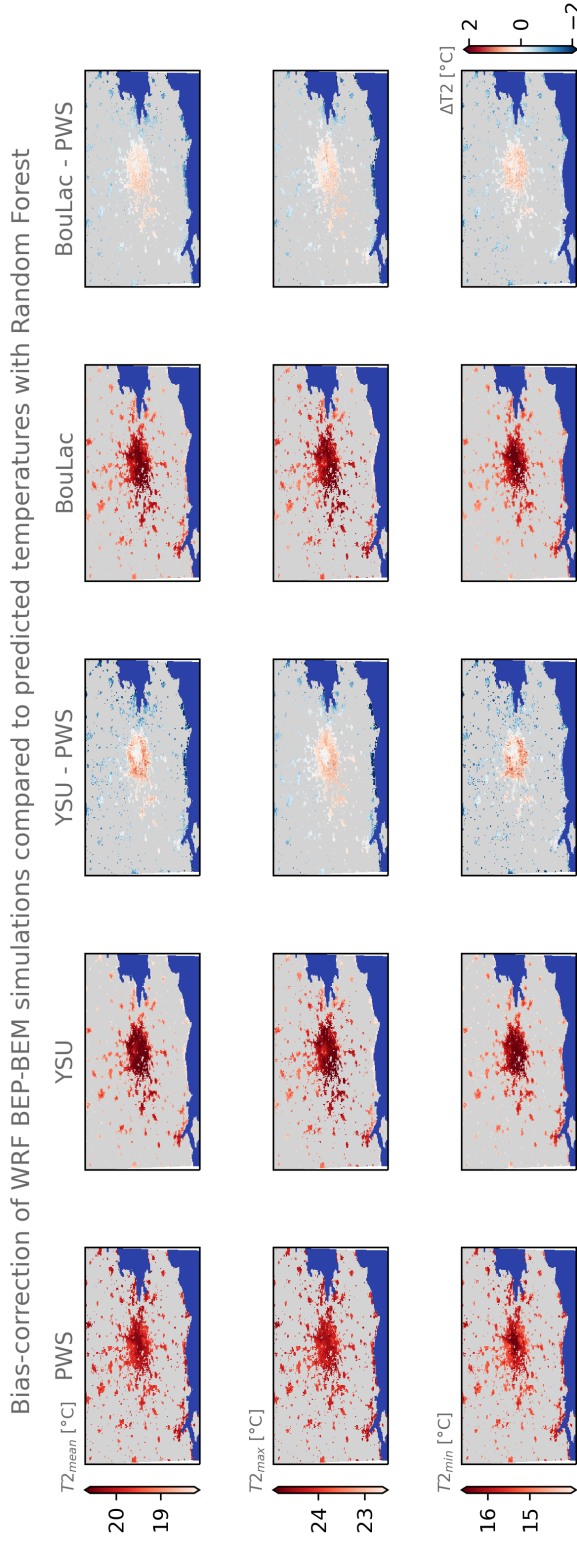 Bias-correction of WRF BEP-BEM simulations compared to predicted temperatures with Random Forest
PWS
YSU
YSU - PWS
BouLac
BouLac - PWS
T2mean [°C]
20
19
T2max [°C]
24
23
T2min [°C]
16
15
ΔT2 [°C]
2
0
−2